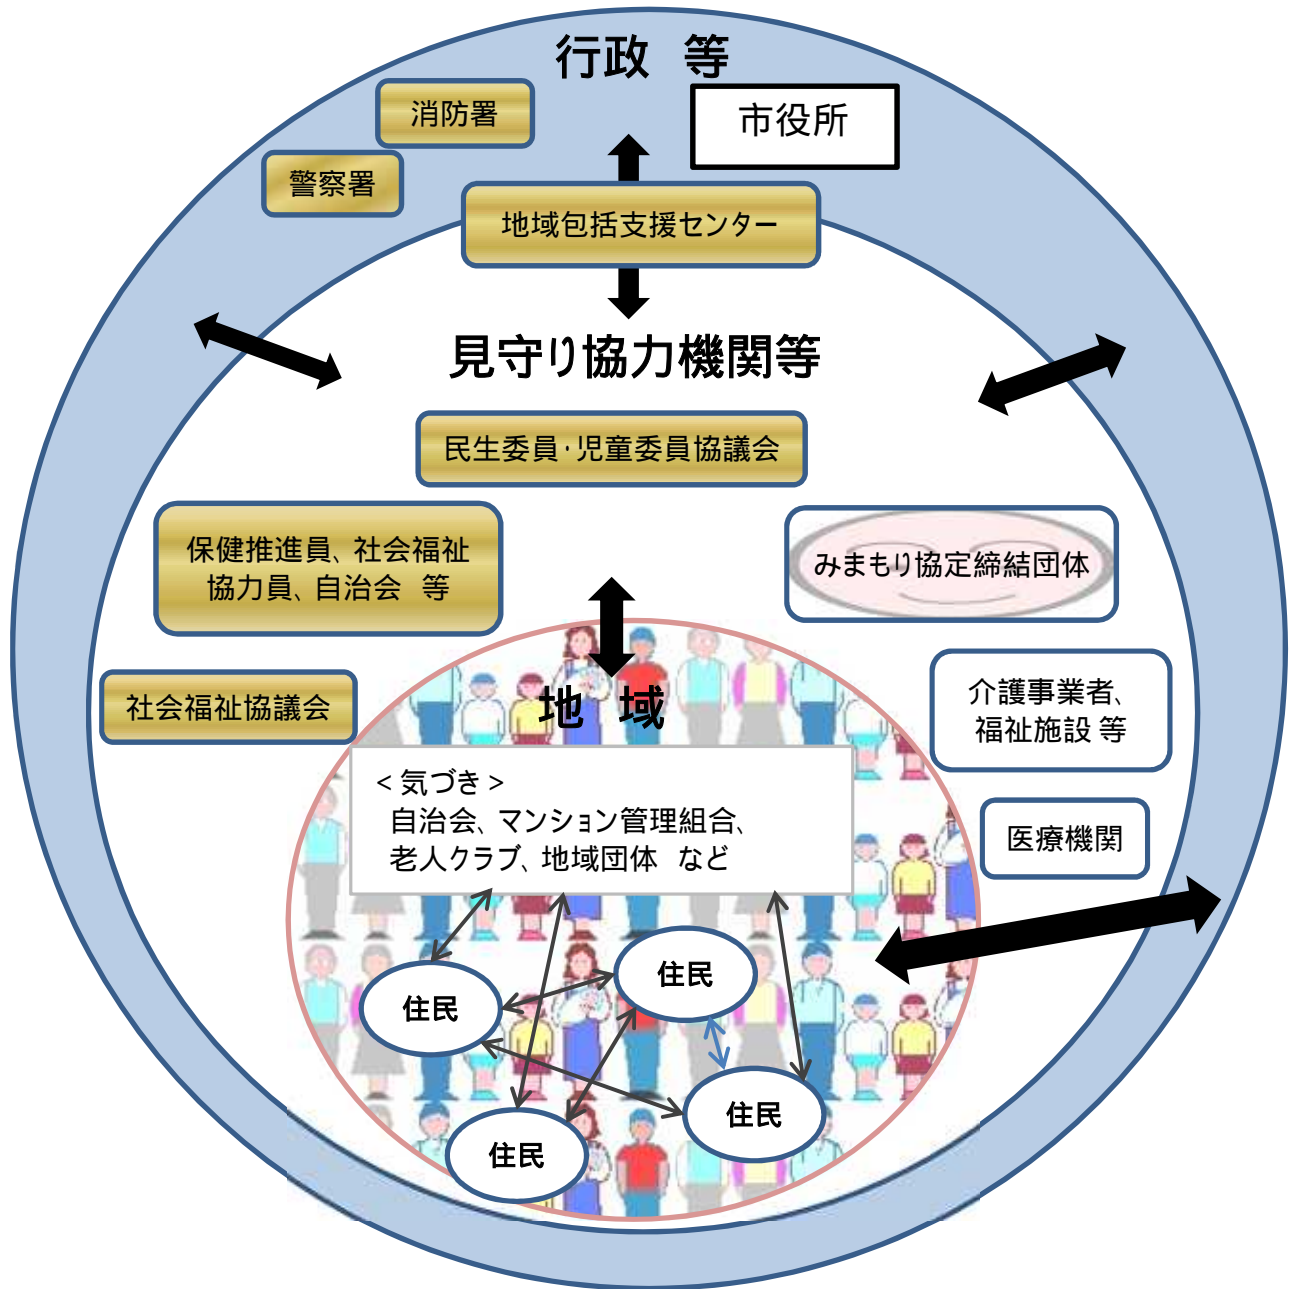 行政　等
消防署
市役所
警察署
地域包括支援センター
見守り協力機関等
民生委員・児童委員協議会
保健推進員、社会福祉
協力員、自治会　等
みまもり協定締結団体
社会福祉協議会
介護事業者、
福祉施設 等
医療機関
地　域
＜気づき＞
自治会、マンション管理組合、
老人クラブ、地域団体　など
住民
住民
住民
住民